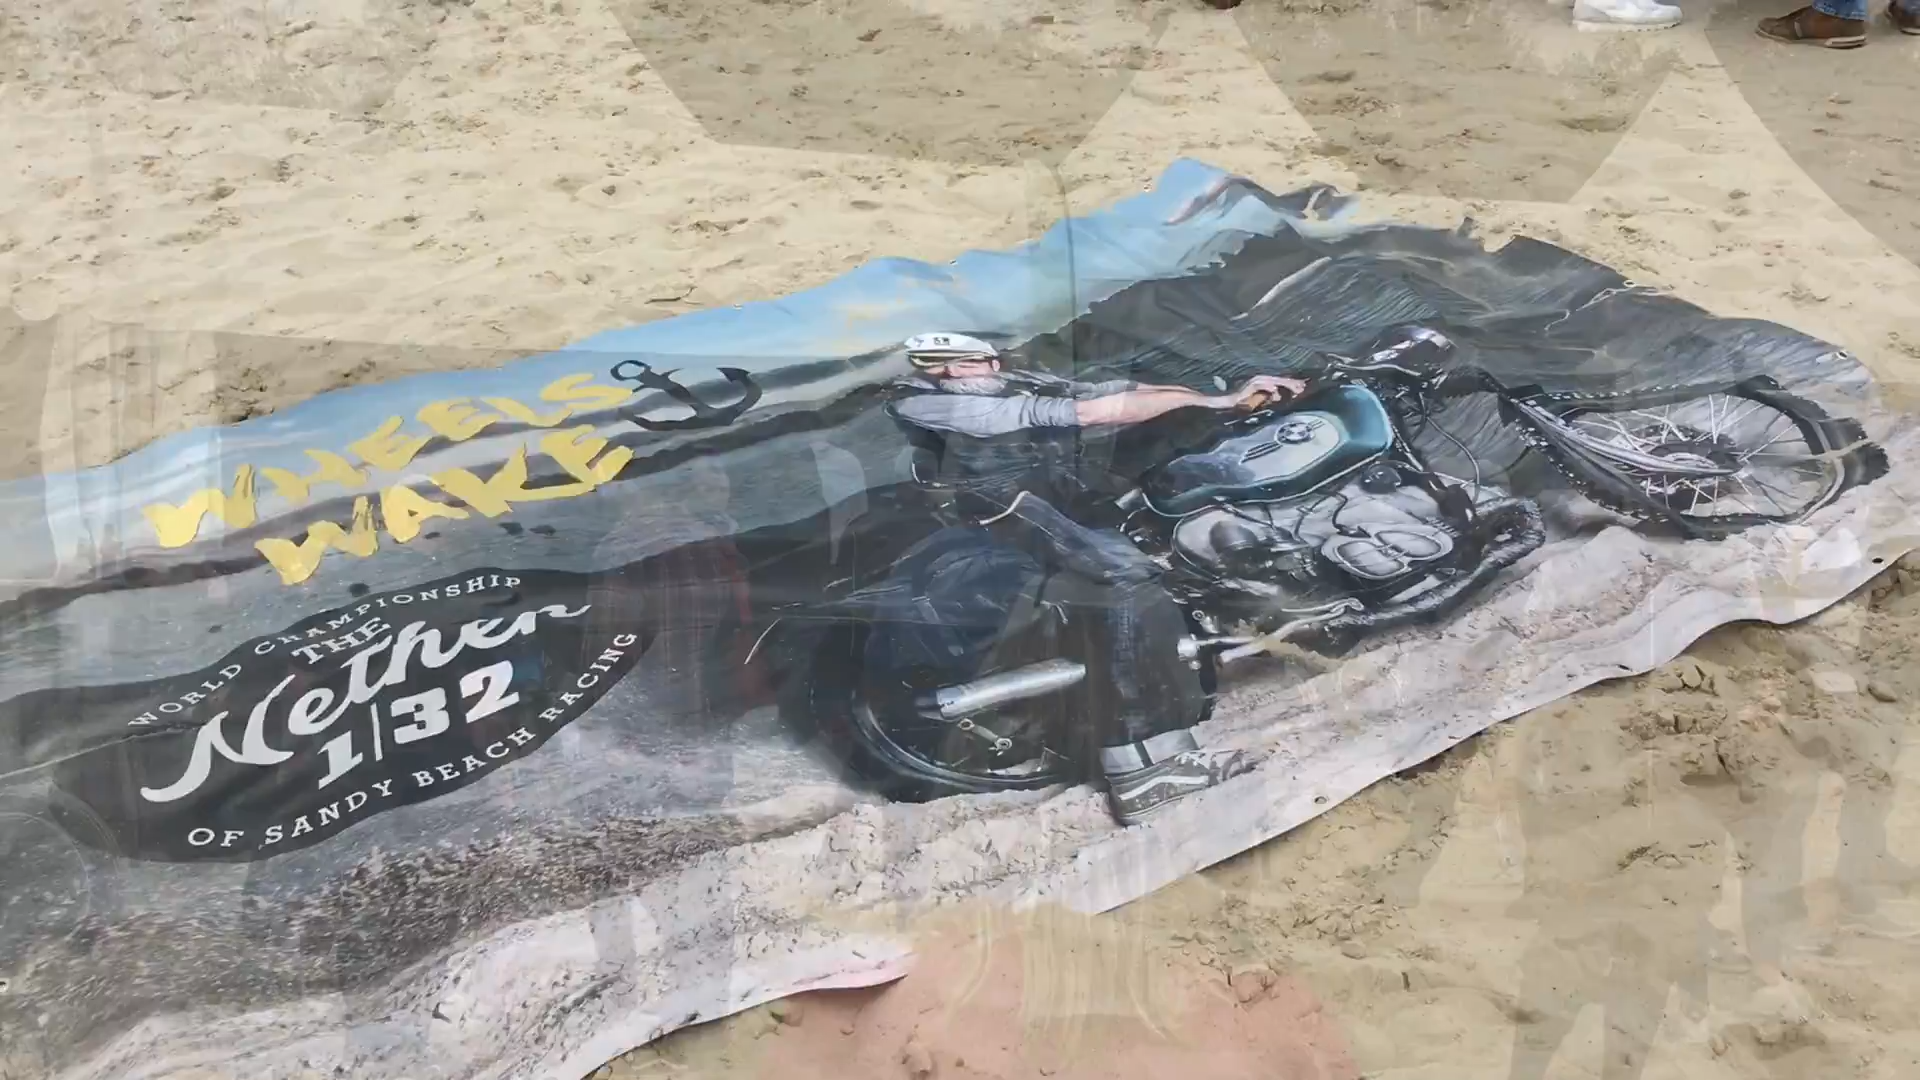 WHEELS
WAKE
WORLD CHAMPIONSHIP
THE
Nether
1/32
OF SANDY BEACH RACING